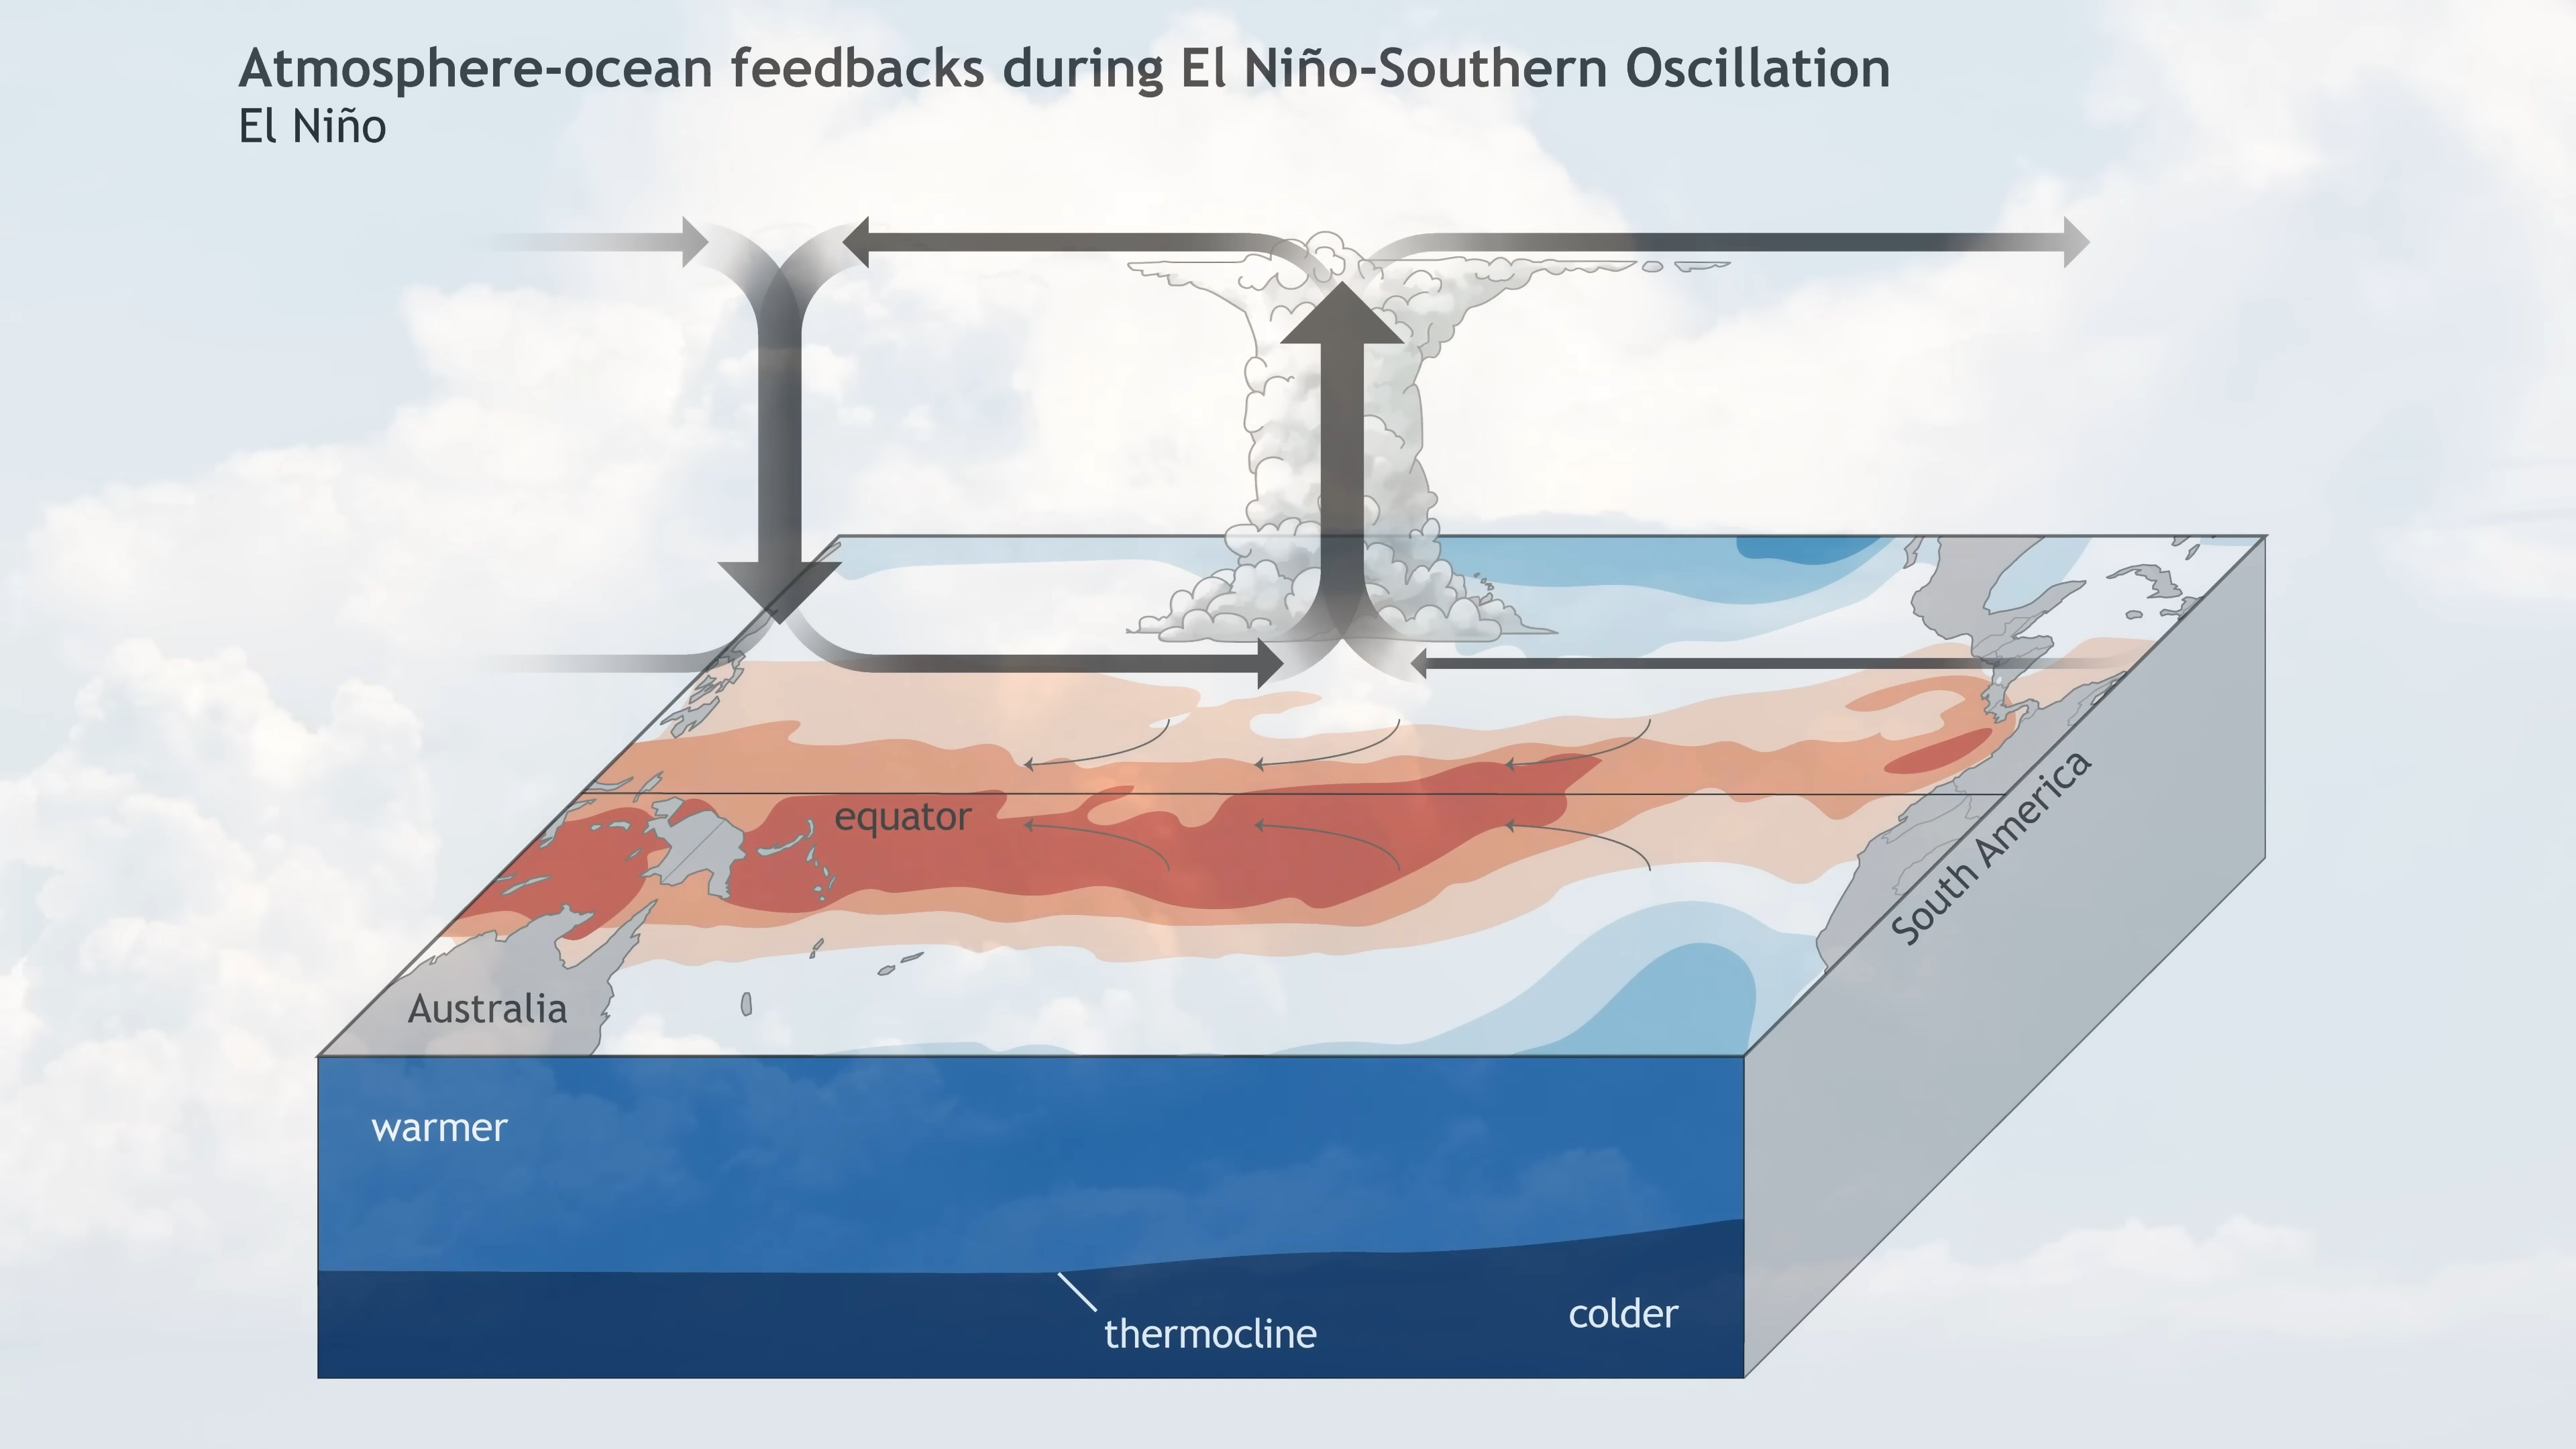 Atmosphere-ocean feedbacks during El Niño-Southern Oscillation
El Niño
equator
South America
Australia
warmer
colder
thermocline